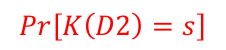 Pr[K(D2) = s]